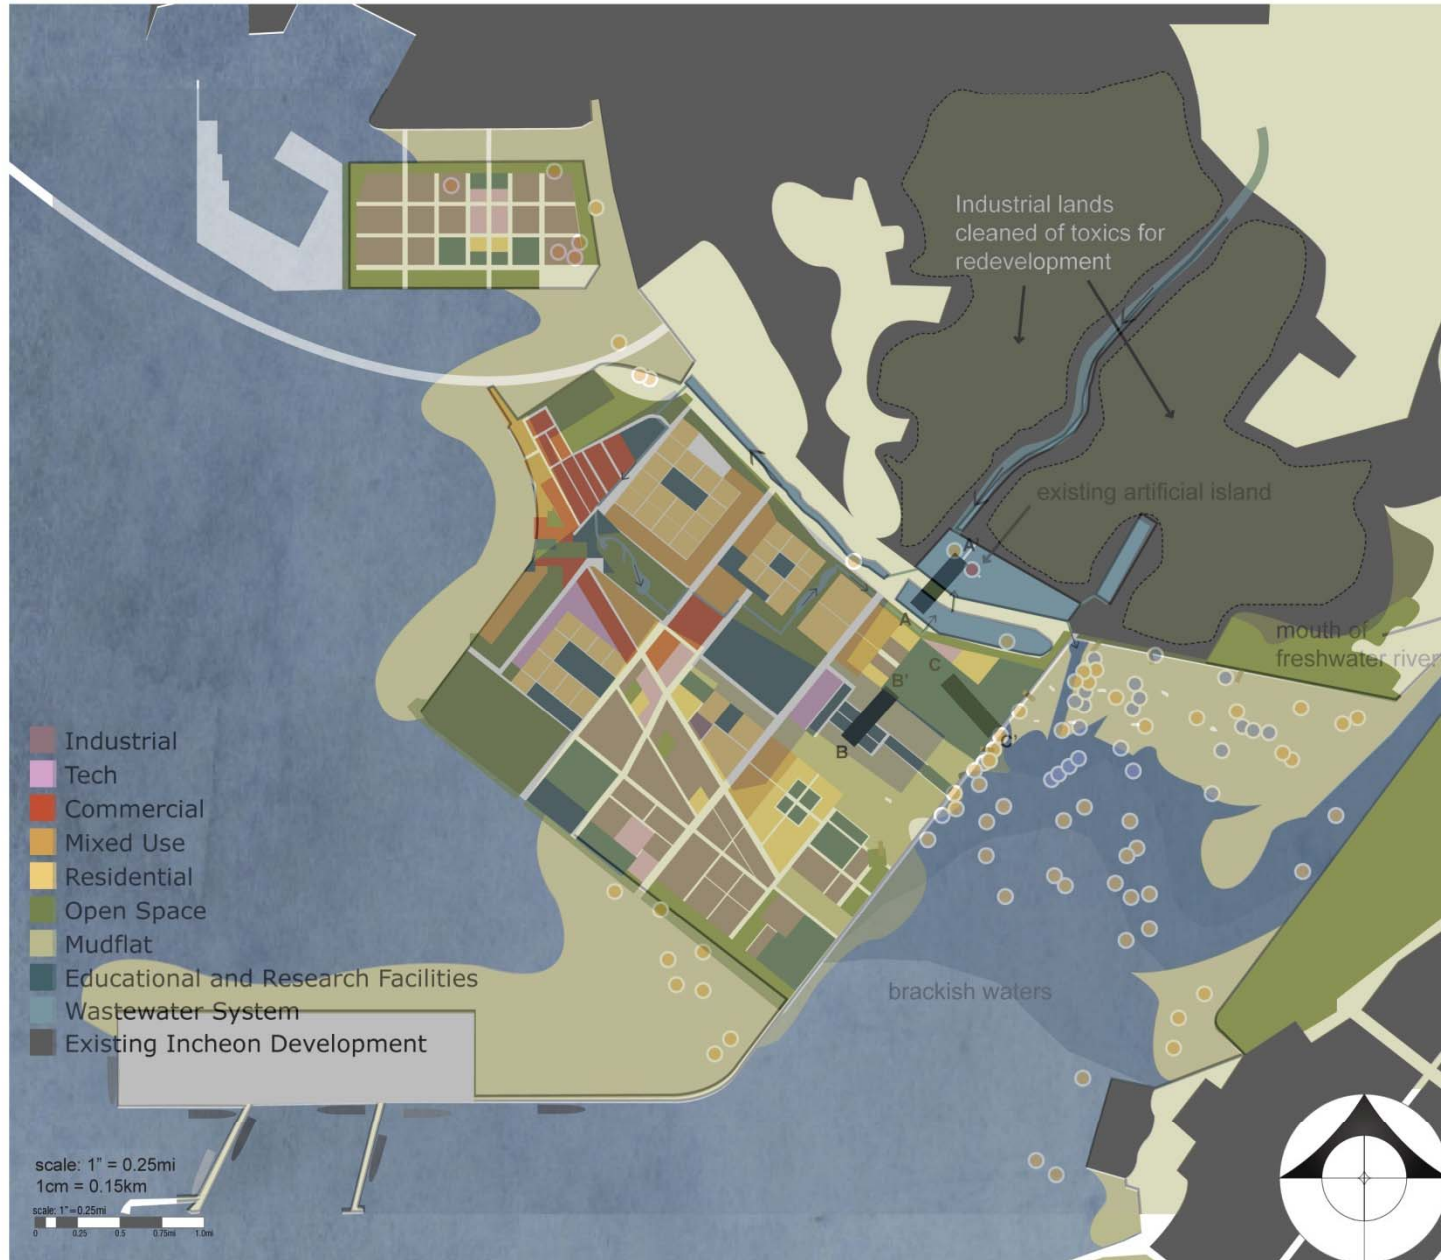 Industrial lands
cleaned of toxics for
redevelopment
existing artificial island
A'
A
mouth of
freshwater river
C
B'
B
C'
Industrial
Tech
Commercial
Mixed Use
Residential
Open Space
Mudflat
Educational and Research Facilities
Wastewater System
Existing Incheon Development
brackish waters
scale: 1" = 0.25mi
1cm = 0.15km
scale: 1"=0.25mi
0 0.25 0.5 0.75mi 1.0mi